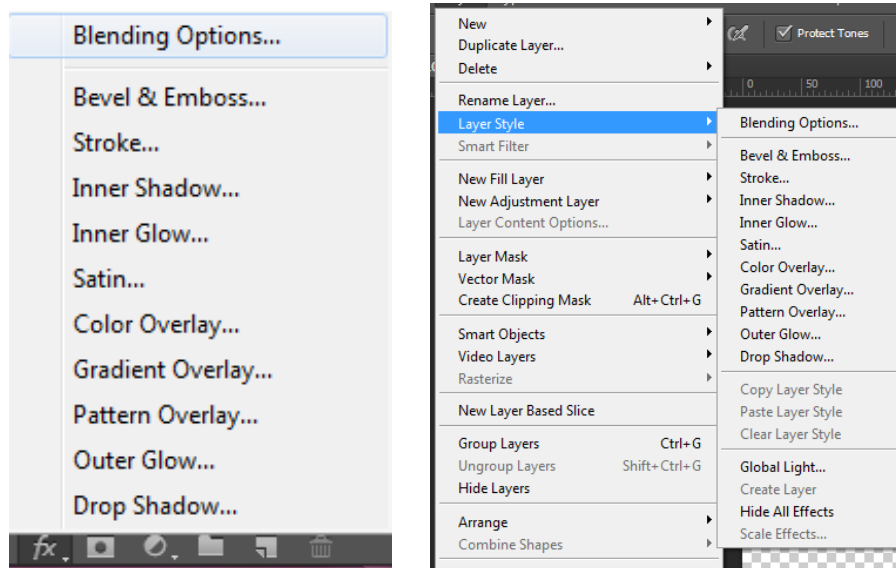 Blending Options...
Bevel & Emboss...
Stroke...
Inner Shadow...
Inner Glow...
Satin...
Color Overlay...
Gradient Overlay...
Pattern Overlay...
Outer Glow...
Drop Shadow...
fx
New
Duplicate Layer...
Delete
Rename Layer...
Layer Style
Smart Filter
New Fill Layer
New Adjustment Layer
Layer Content Options...
Layer Mask
Vector Mask
Create Clipping Mask Alt+Ctrl+G
Smart Objects
Video Layers
Rasterize
New Layer Based Slice
Group Layers Ctrl+G
Ungroup Layers Shift+Ctrl+G
Hide Layers
Arrange
Combine Shapes
Protect Tones
0 50 100
Blending Options...
Bevel & Emboss...
Stroke...
Inner Shadow...
Inner Glow...
Satin...
Color Overlay...
Gradient Overlay...
Pattern Overlay...
Outer Glow...
Drop Shadow...
Copy Layer Style
Paste Layer Style
Clear Layer Style
Global Light...
Create Layer
Hide All Effects
Scale Effects...